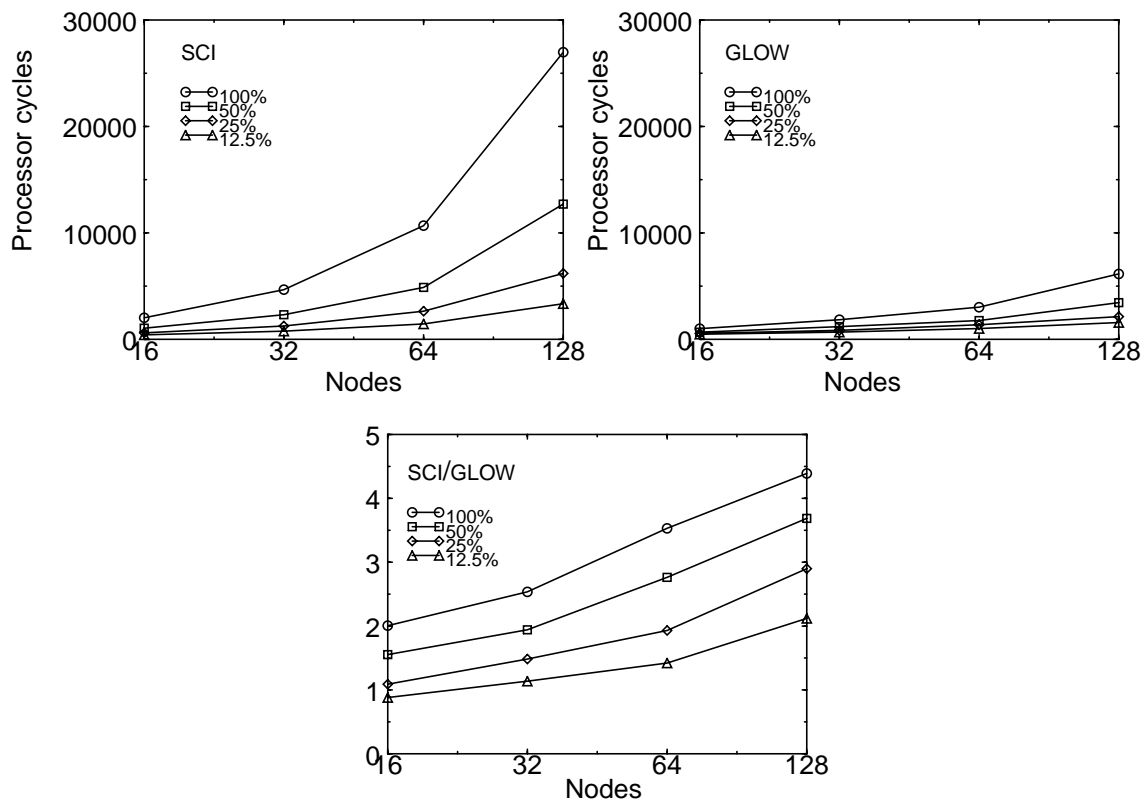 30000
20000
10000
0
Processor cycles
SCI
100%
50%
25%
12.5%
16 32 64 128
Nodes
30000
20000
10000
0
Processor cycles
GLOW
100%
50%
25%
12.5%
16 32 64 128
Nodes
5
4
3
2
1
0
SCI/GLOW
100%
50%
25%
12.5%
16 32 64 128
Nodes